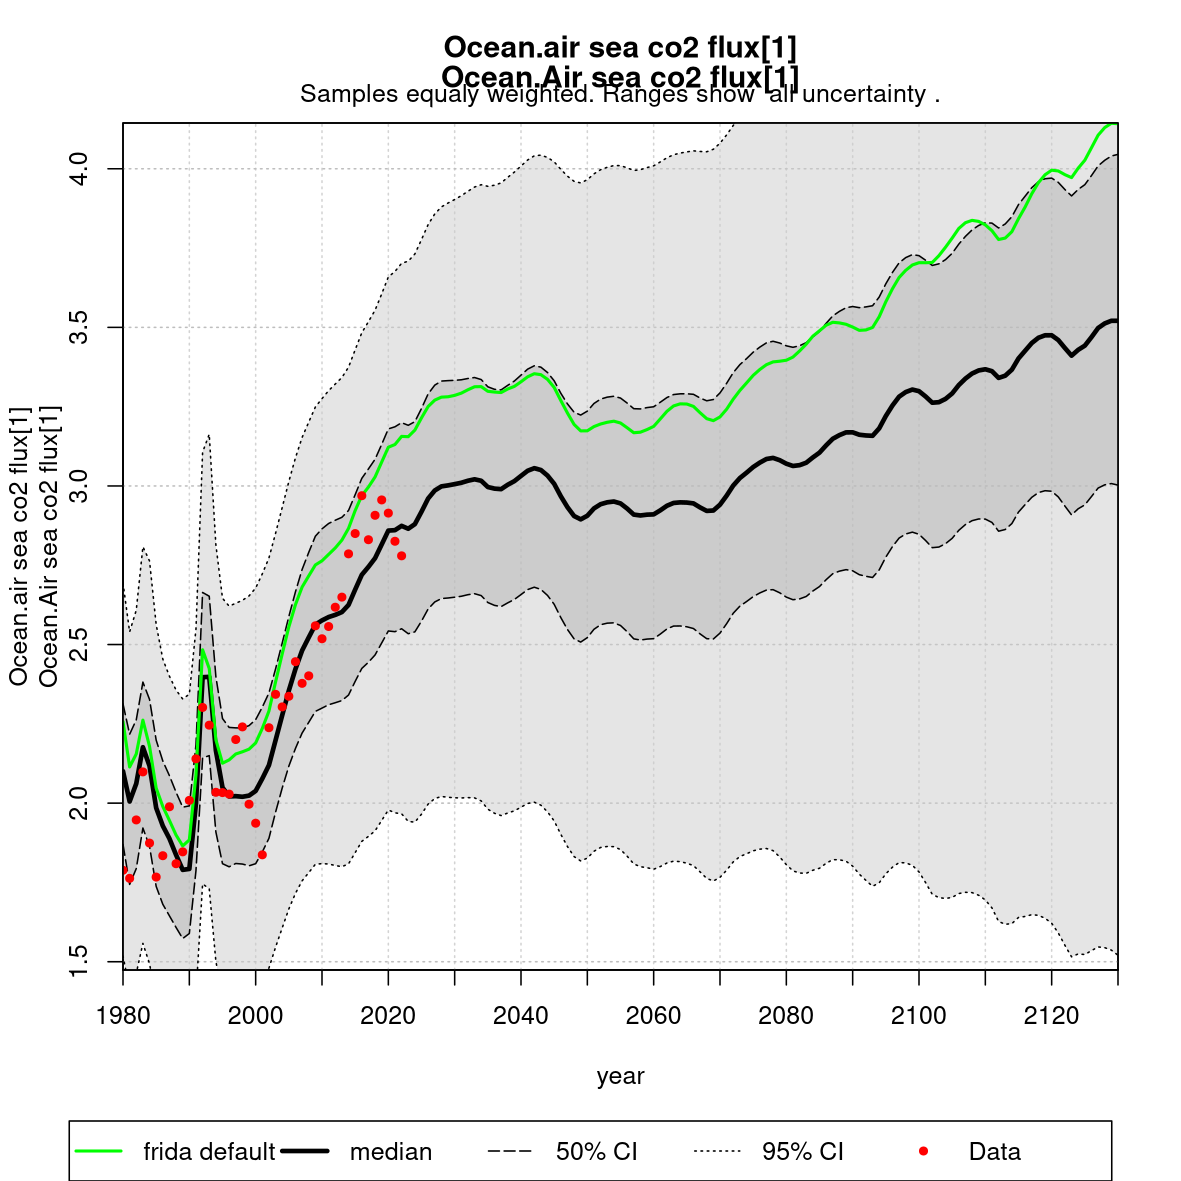 Ocean.air sea co2 flux[1]
Ocean.Air sea co2 flux[1]
Samples equaly weighted. Ranges show all uncertainty .
4.0
3.5
3.0
2.5
2.0
1.5
Ocean.air sea co2 flux[1]
Ocean.Air sea co2 flux[1]
1980 2000 2020 2040 2060 2080 2100 2120
year
frida default median 50% CI 95% CI Data